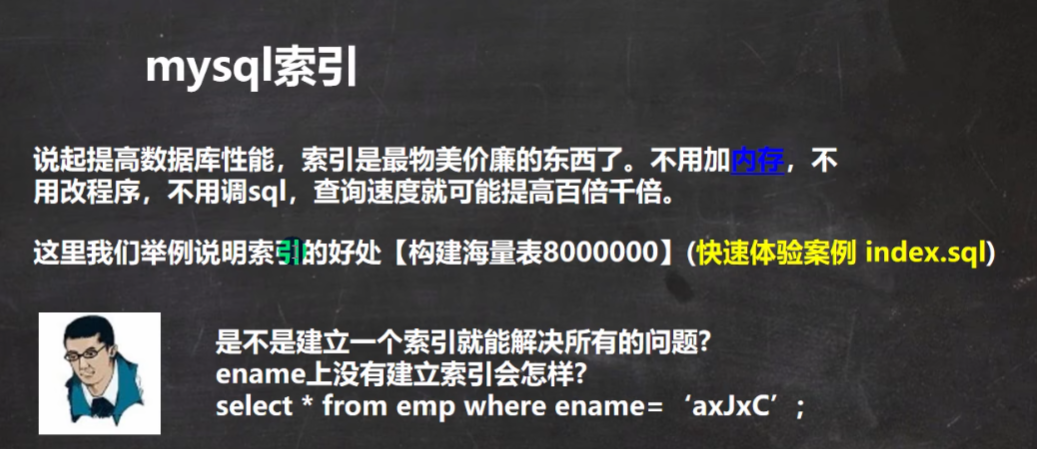 mysql索引
说起提高数据库性能，索引是最物美价廉的东西了。不用加内存，不
用改程序，不用调sql，查询速度就可能提高百倍千倍。
这里我们举例说明索引的好处【构建海量表8000000】(快速体验案例 index.sql)
是不是建立一个索引就能解决所有的问题?
ename上没有建立索引会怎样?
select * from emp where ename=‘axJxC’;